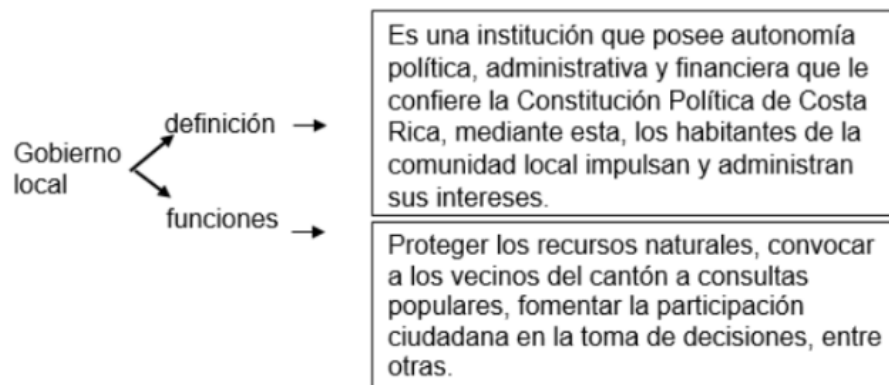 Gobierno
local
definición
Es una institución que posee autonomía
política, administrativa y financiera que le
confiere la Constitución Política de Costa
Rica, mediante esta, los habitantes de la
comunidad local impulsan y administran
sus intereses.
funciones
Proteger los recursos naturales, convocar
a los vecinos del cantón a consultas
populares, fomentar la participación
ciudadana en la toma de decisiones, entre
otras.